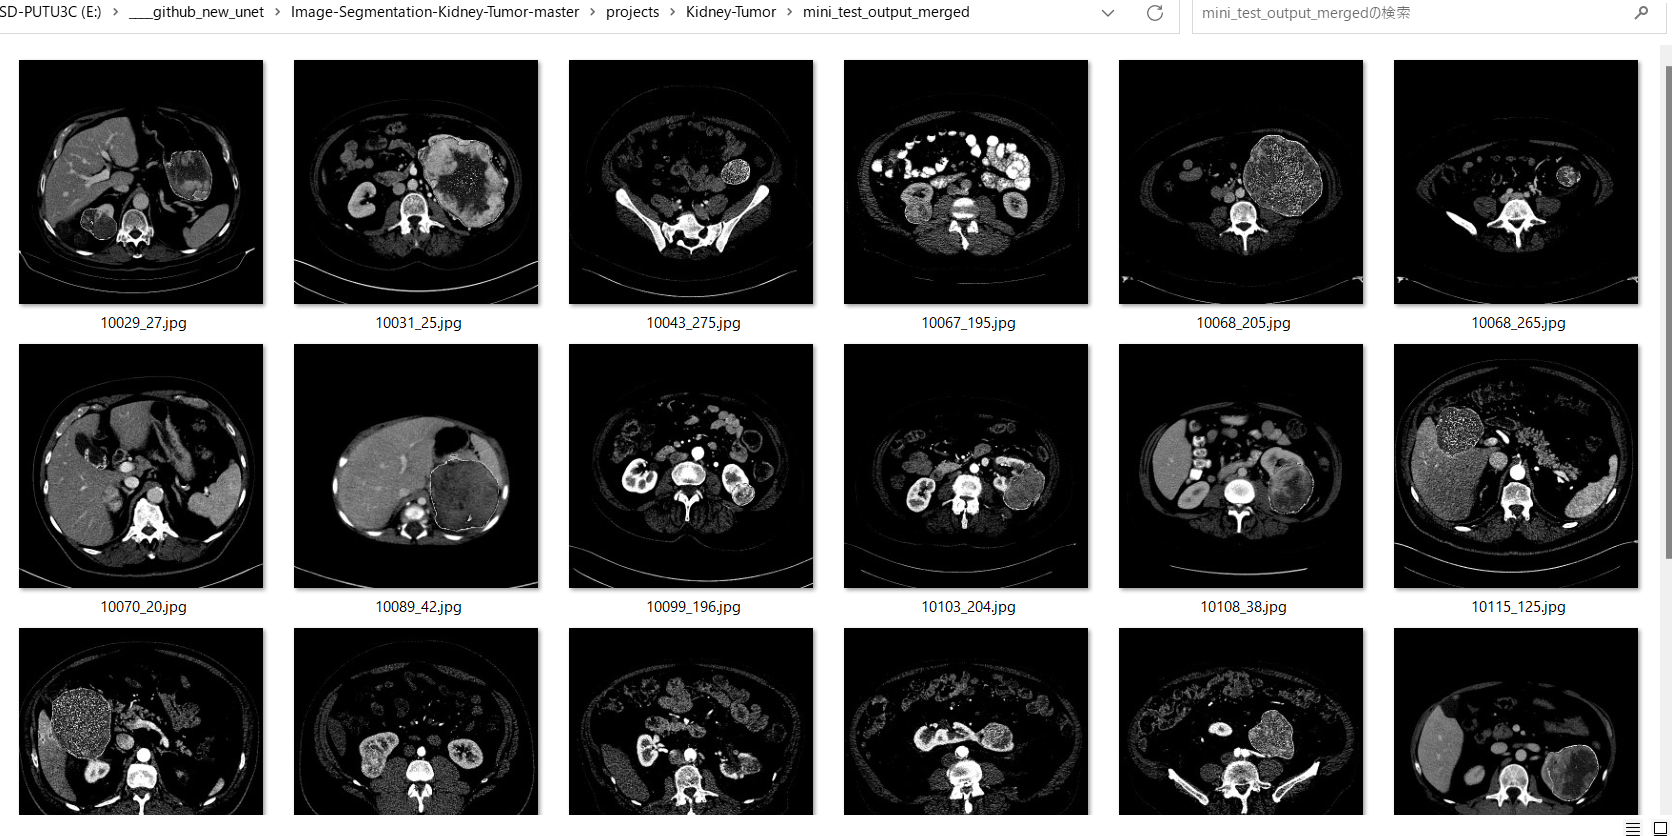 SD-PUTU3C (E:) > ____github_new_unet > Image-Segmentation-Kidney-Tumor-master > projects > Kidney-Tumor > mini_test_output_merged
mini_test_output_mergedの検索
10029_27.jpg 10031_25.jpg 10043_275.jpg 10067_195.jpg 10068_205.jpg 10068_265.jpg
10070_20.jpg 10089_42.jpg 10099_196.jpg 10103_204.jpg 10108_38.jpg 10115_125.jpg